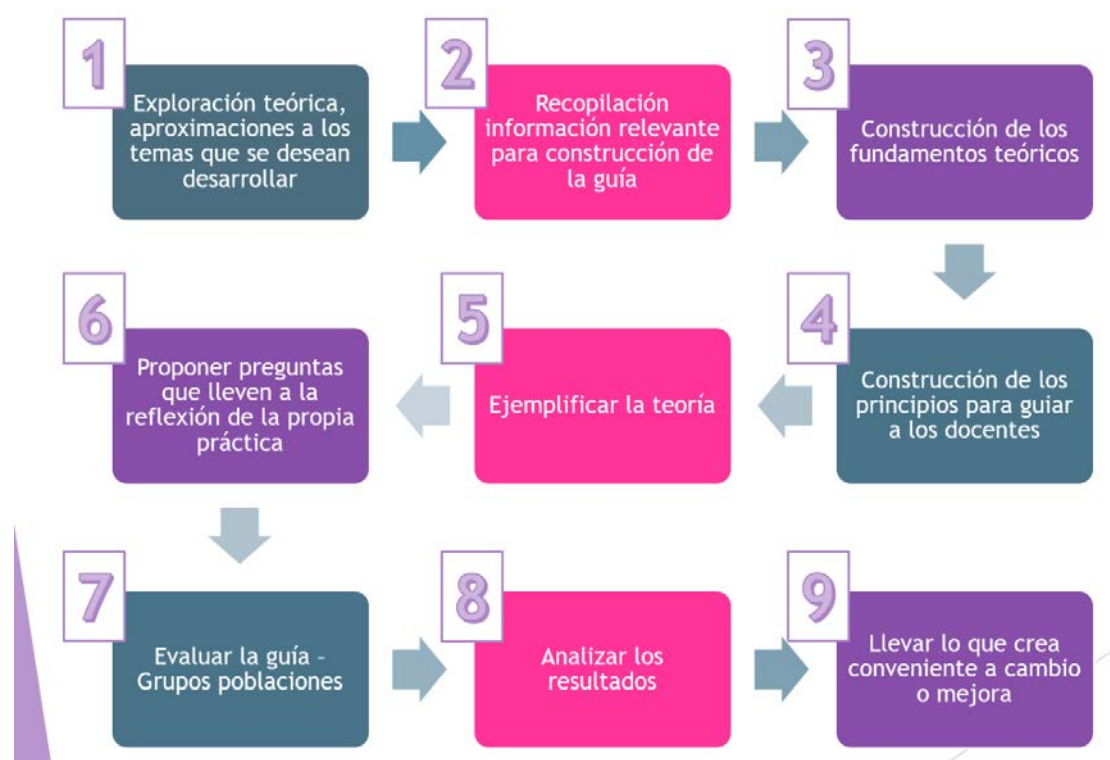 1
Exploración teórica,
aproximaciones a los
temas que se desean
desarrollar
2
Recopilación
información relevante
para construcción de
la guía
3
Construcción de los
fundamentos teóricos
4
Construcción de los
principios para guiar
a los docentes
5
Ejemplificar la teoría
6
Proponer preguntas
que lleven a la
reflexión de la propia
práctica
7
Evaluar la guía –
Grupos poblaciones
8
Analizar los
resultados
9
Llevar lo que crea
conveniente a cambio
o mejora